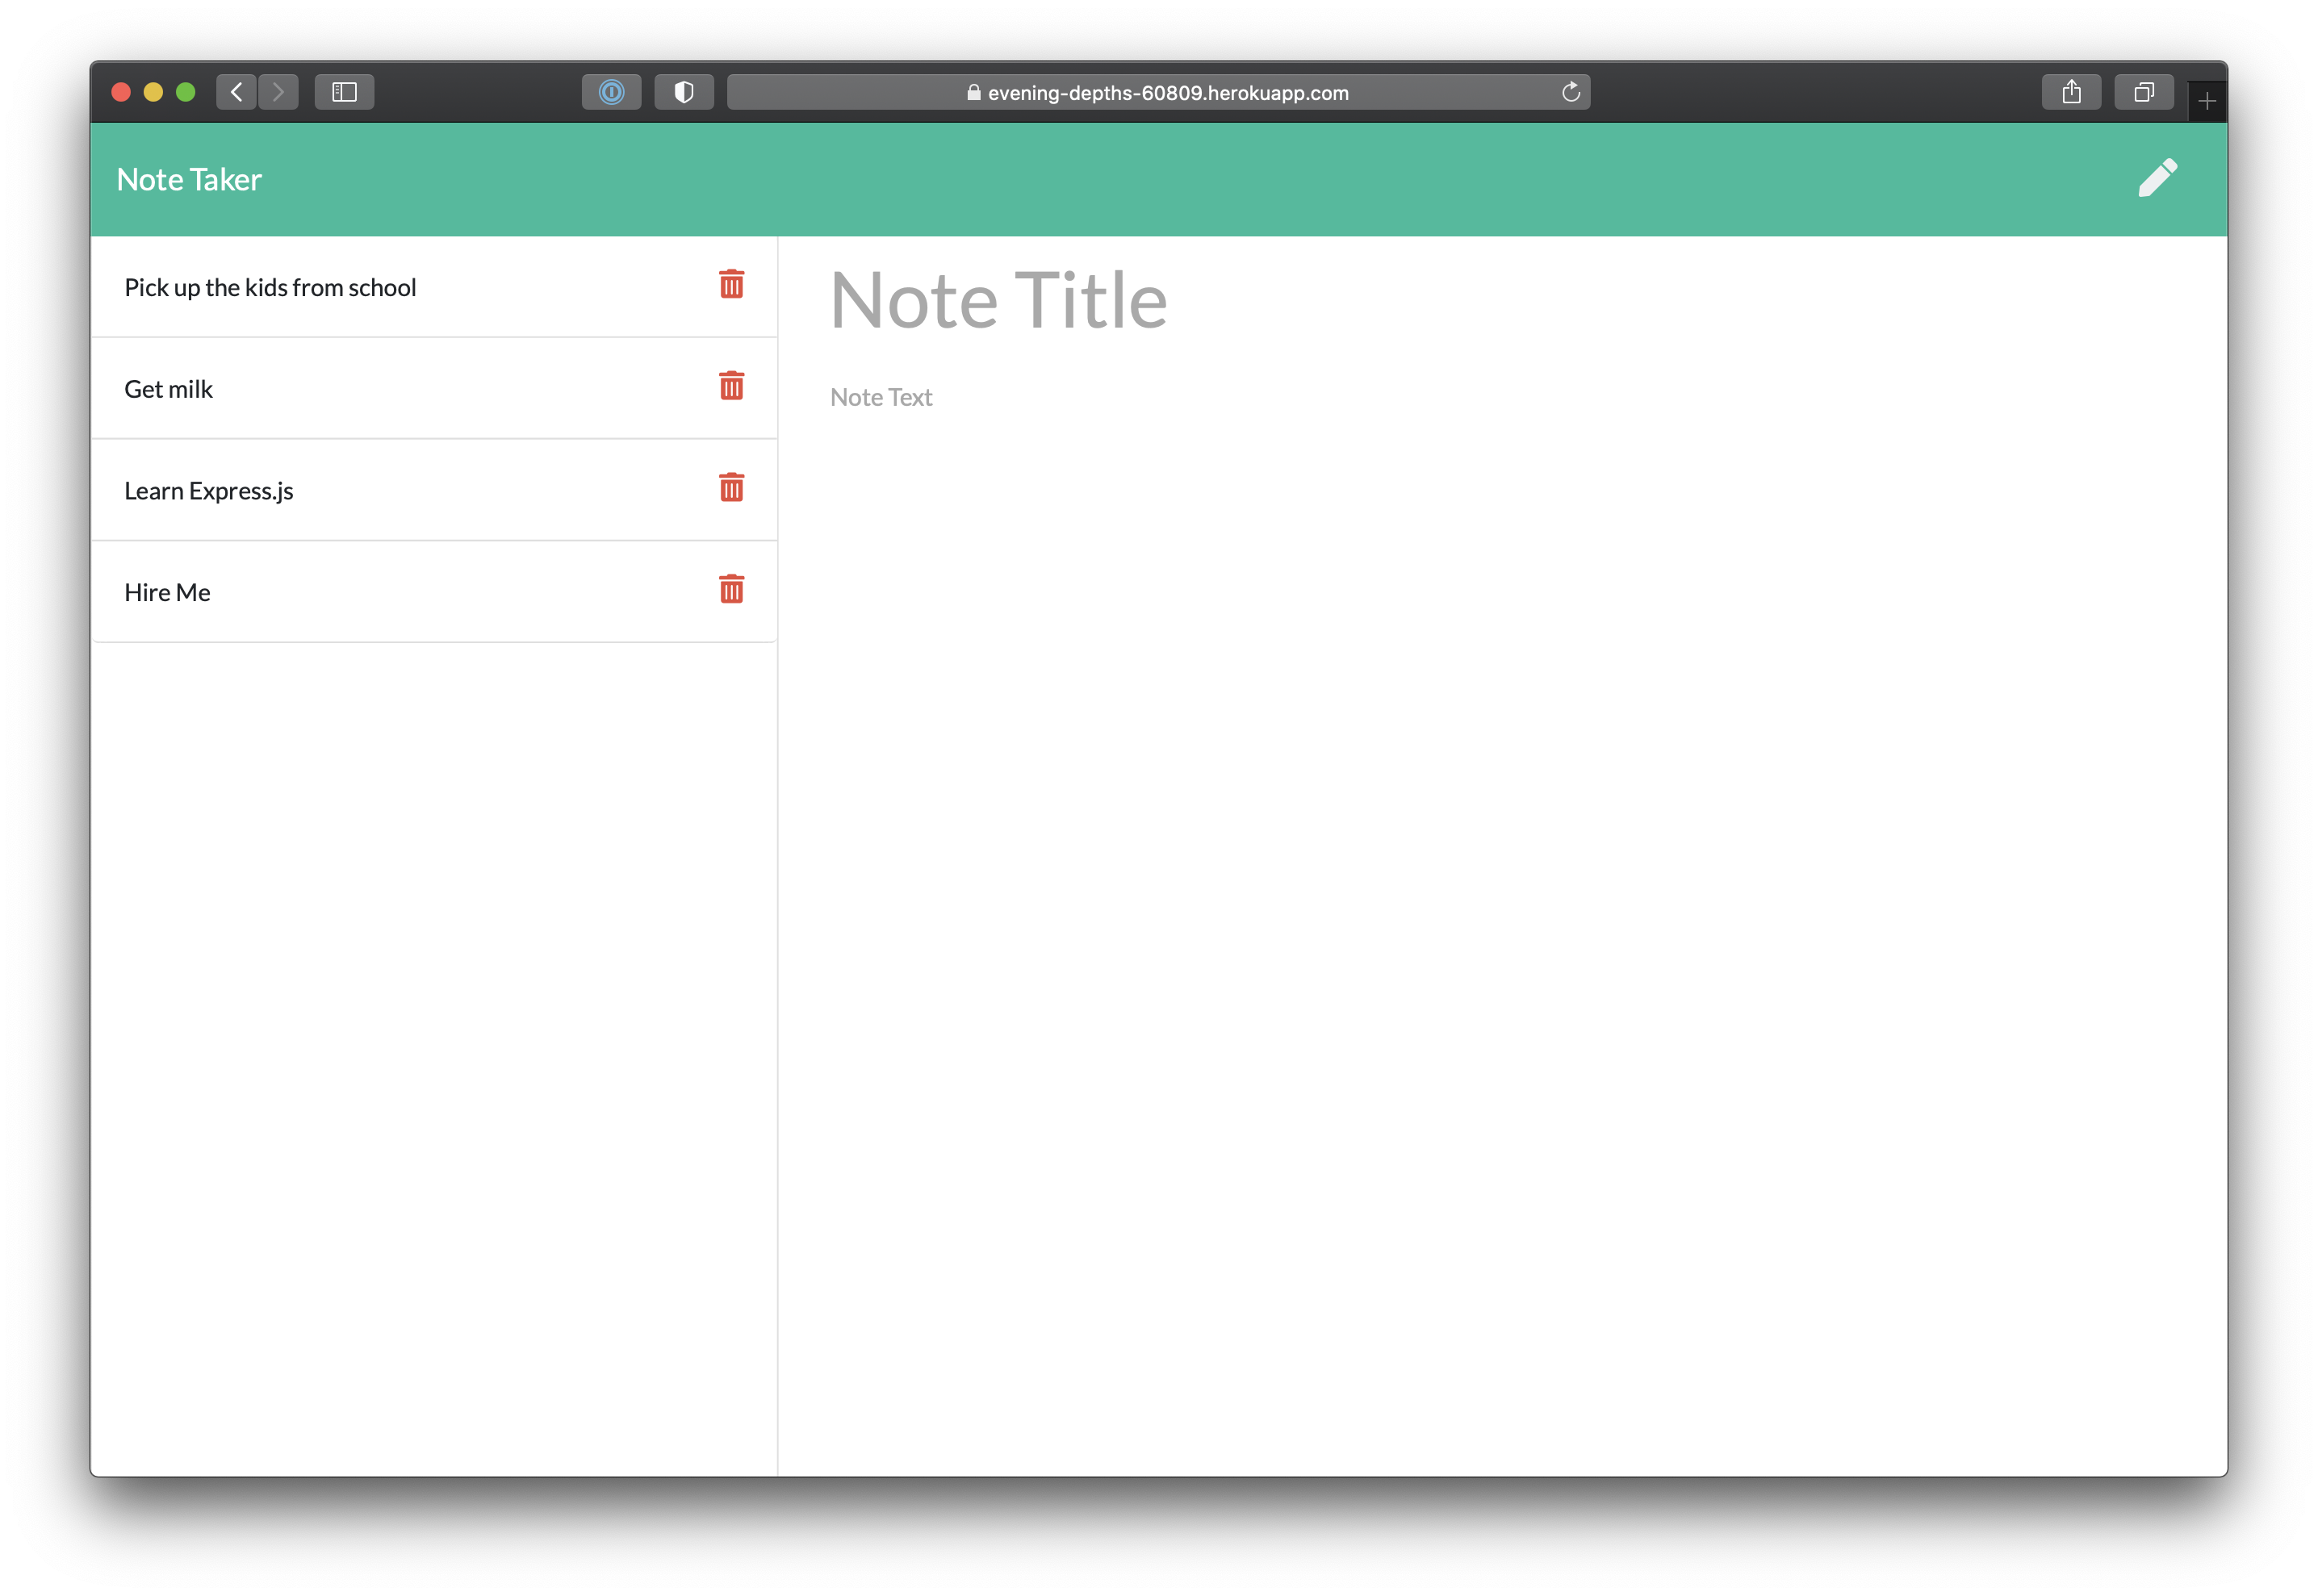 evening-depths-60809.herokuapp.com
Note Taker
Pick up the kids from school
Get milk
Learn Express.js
Hire Me
Note Title
Note Text